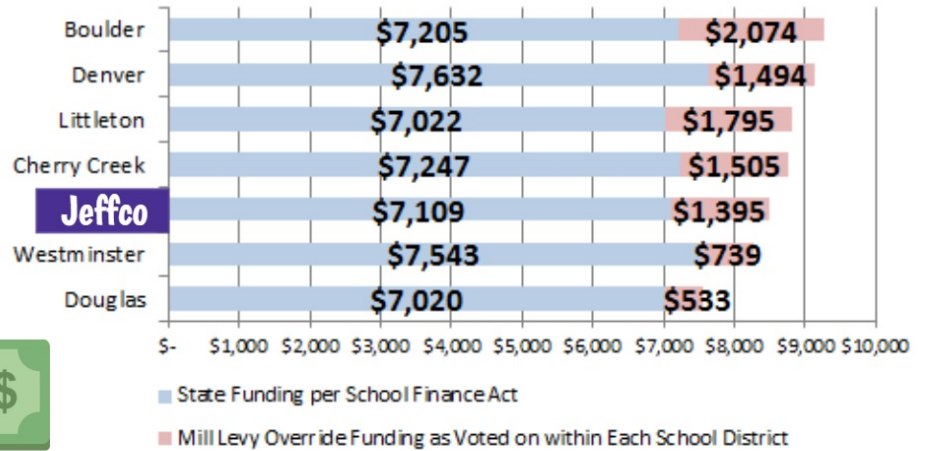 Boulder $7,205 $2,074
Denver $7,632 $1,494
Littleton $7,022 $1,795
Cherry Creek $7,247 $1,505
Jeffco $7,109 $1,395
Westminster $7,543 $739
Douglas $7,020 $533
$- $1,000 $2,000 $3,000 $4,000 $5,000 $6,000 $7,000 $8,000 $9,000 $10,000
State Funding per School Finance Act
Mill Levy Override Funding as Voted on within Each School District
$